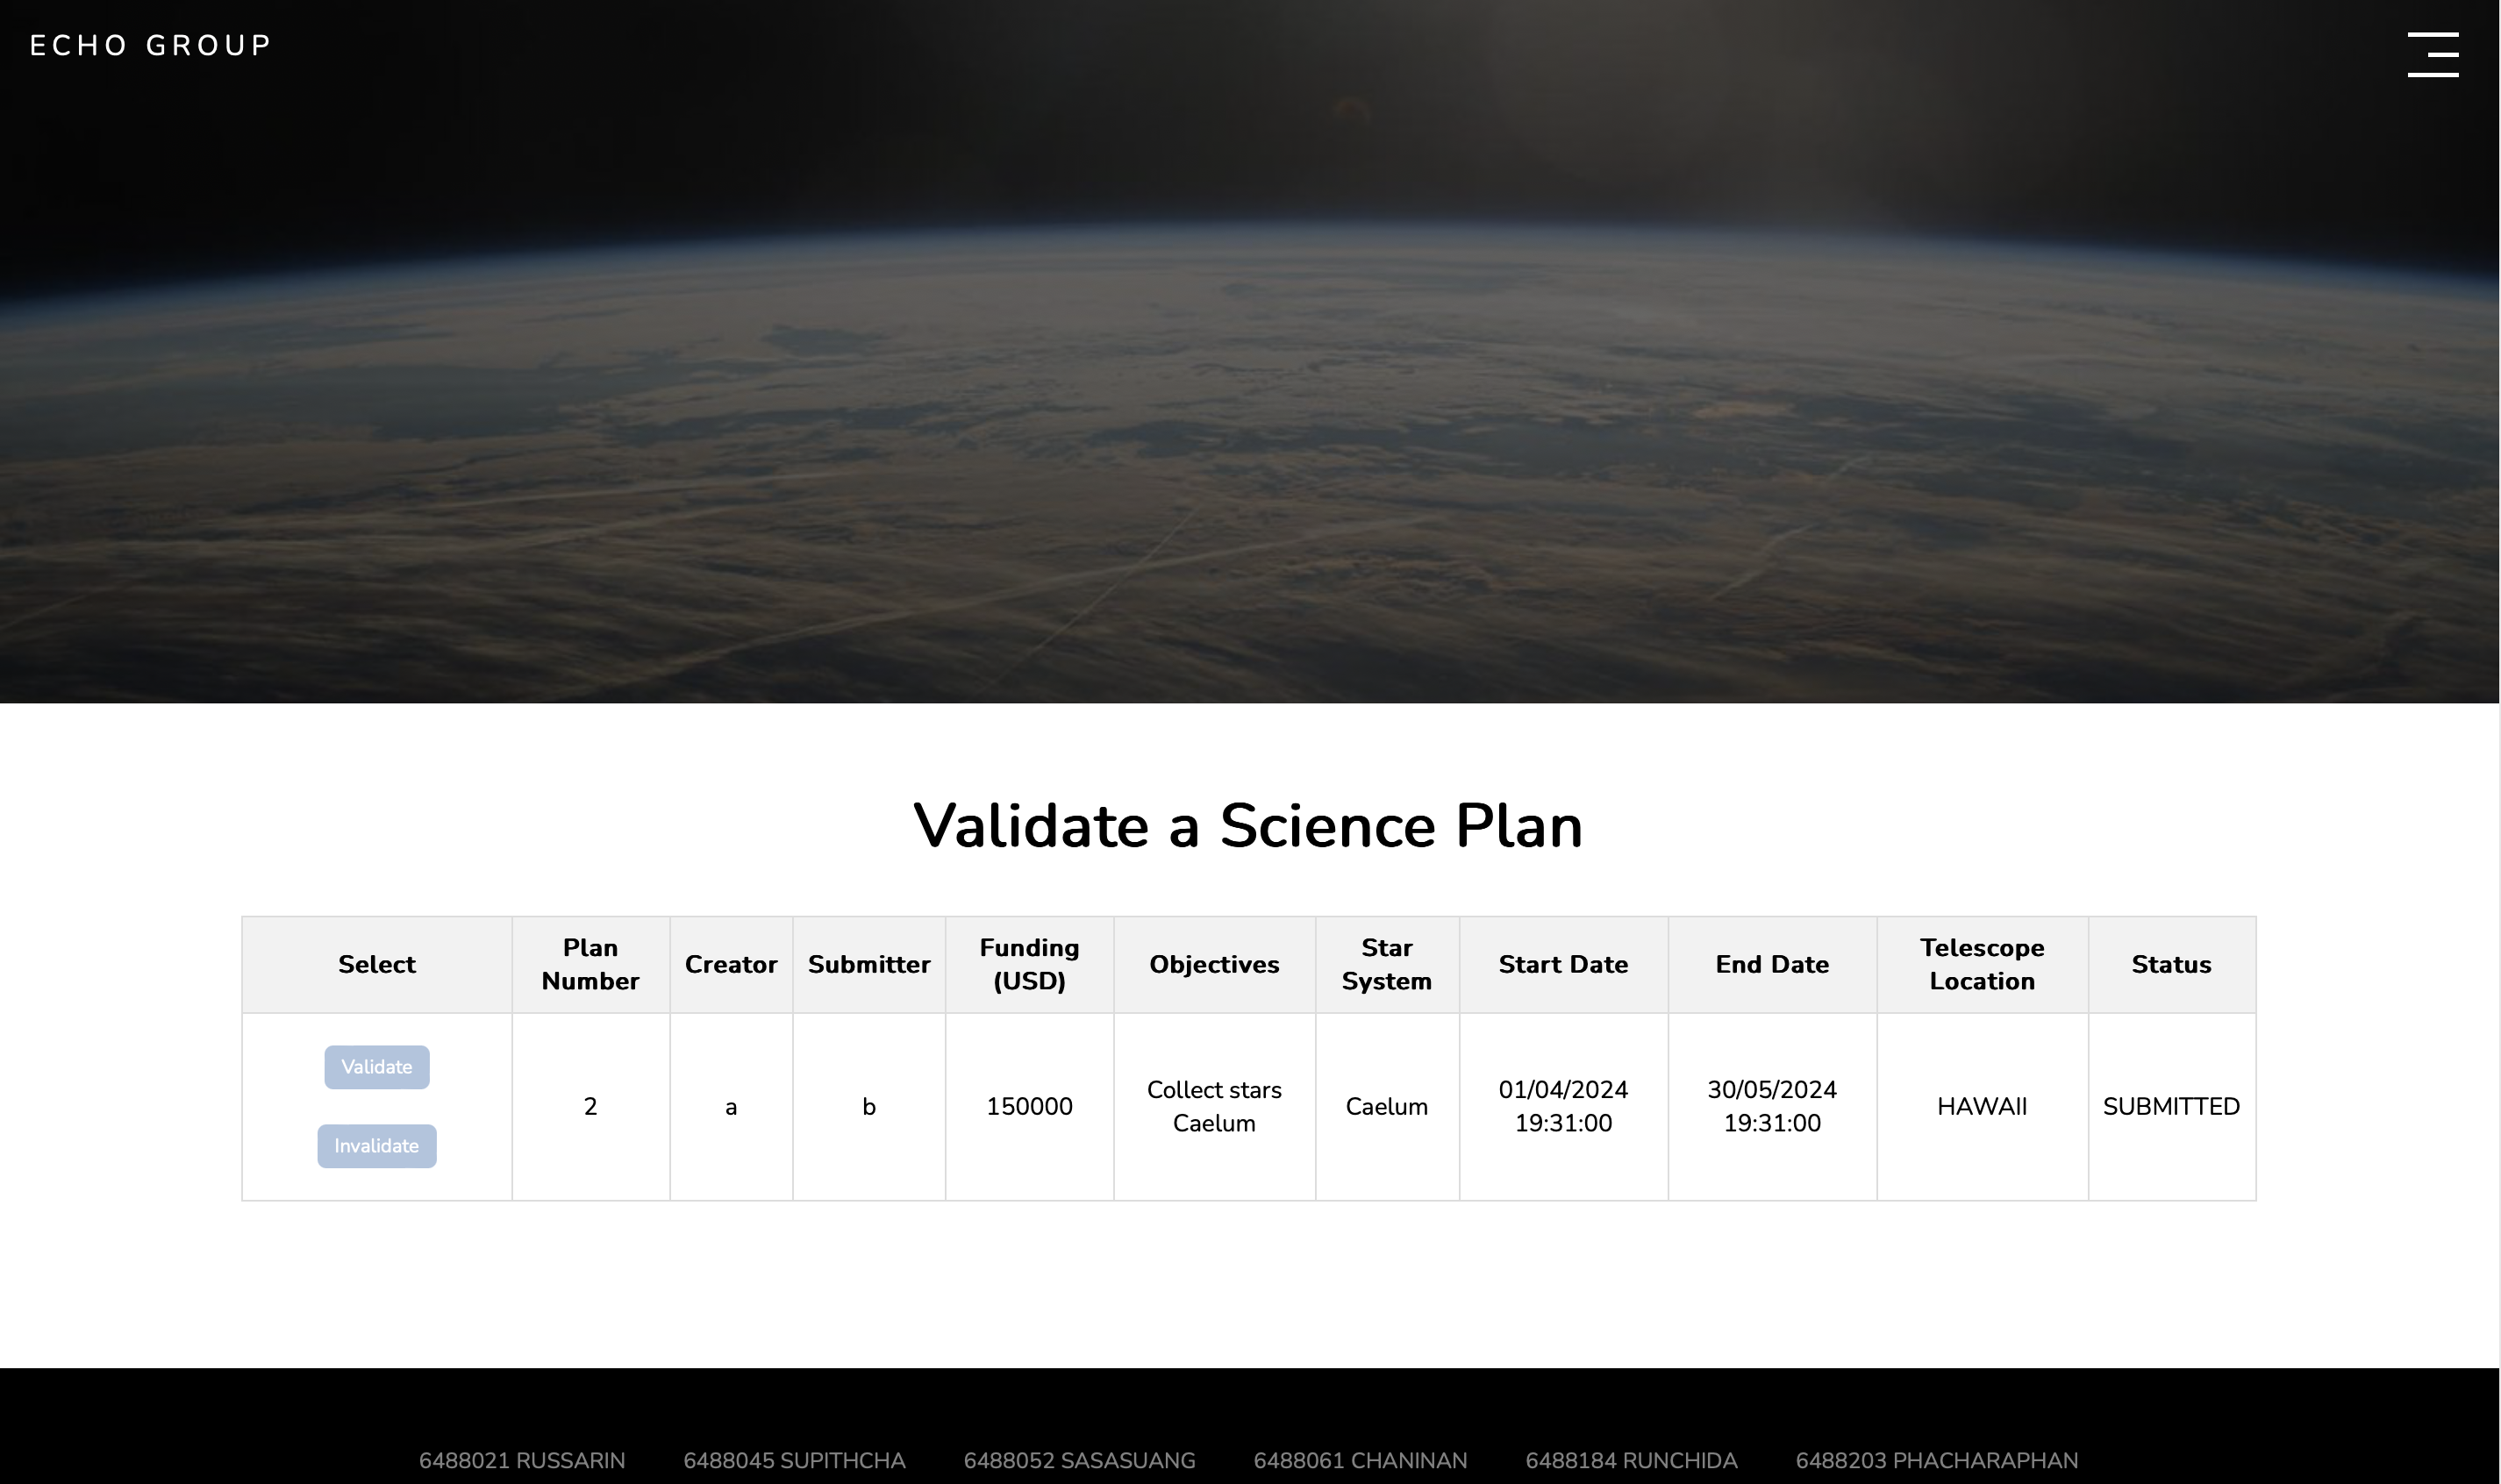 ECHO GROUP
Validate a Science Plan
Select Plan Number Creator Submitter Funding (USD) Objectives Star System Start Date End Date Telescope Location Status
Validate
Invalidate
2 a b 150000 Collect stars Caelum Caelum 01/04/2024 19:31:00 30/05/2024 19:31:00 HAWAII SUBMITTED
6488021 RUSSARIN 6488045 SUPITHCHA 6488052 SASASUANG 6488061 CHANINAN 6488184 RUNCHIDA 6488203 PHACHARAPHAN